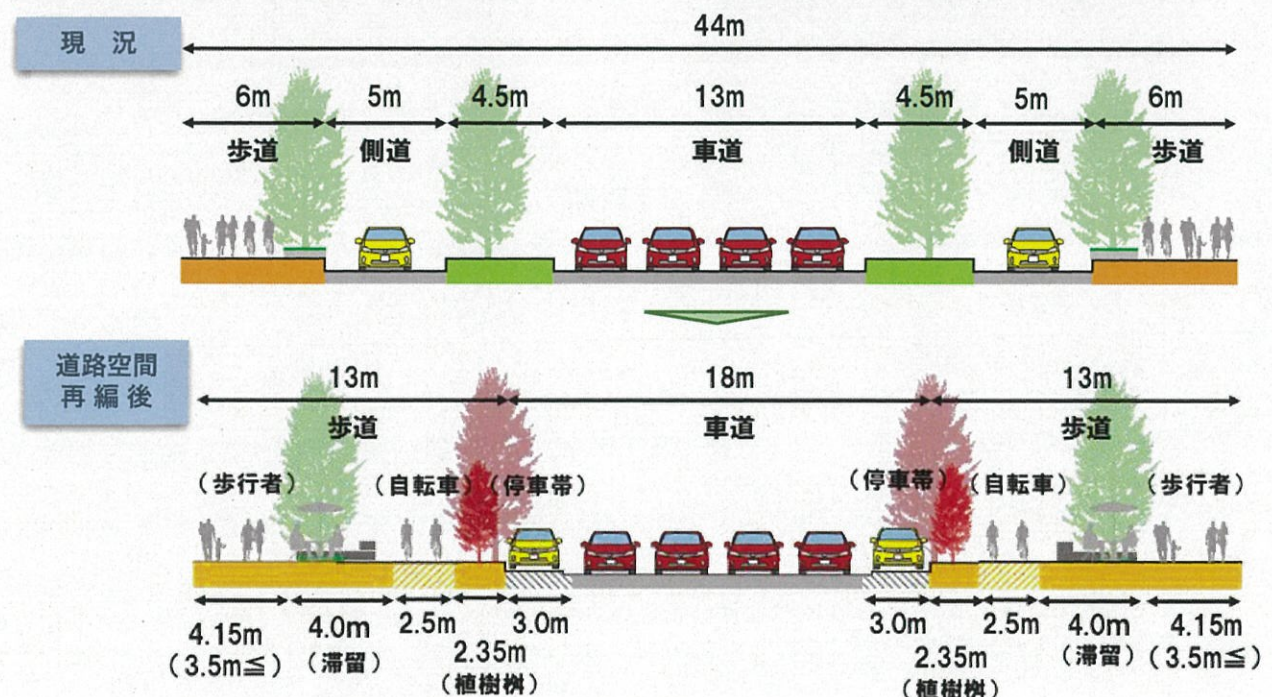 現 況
44m
6m 5m 4.5m 13m 4.5m 5m 6m
歩道 側道 車道 側道 歩道
道路空間
再 編 後
13m 18m 13m
歩道 車道 歩道
(歩行者) (自転車) (停車帯) (停車帯) (自転車) (歩行者)
4.15m 4.0m 2.5m 3.0m 3.0m 2.5m 4.0m 4.15m
(3.5m≦) (滞留) 2.35m 2.35m (滞留) (3.5m≦)
(植樹桝) (植樹桝)